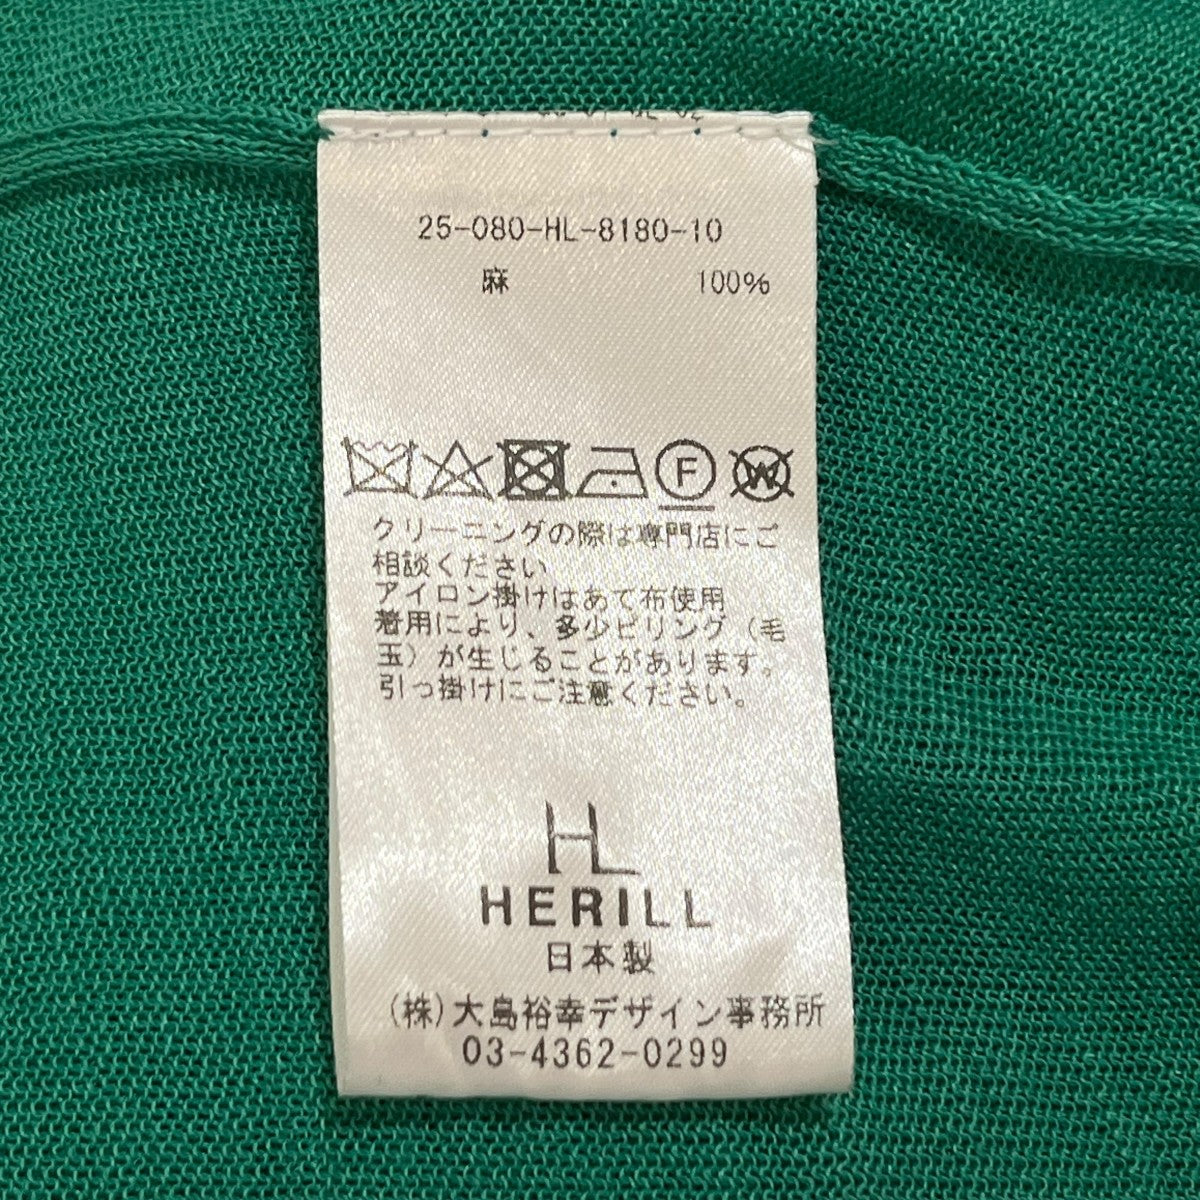 25-080-HL-8180-10
麻 100%
F W
クリーニングの際は専門店にご
相談ください
アイロン掛けはあて布使用
着用により、多少ピリング（毛
玉）が生じることがあります。
引っ掛けにご注意ください。
HL
HERILL
日本製
(株)大島裕幸デザイン事務所
03-4362-0299